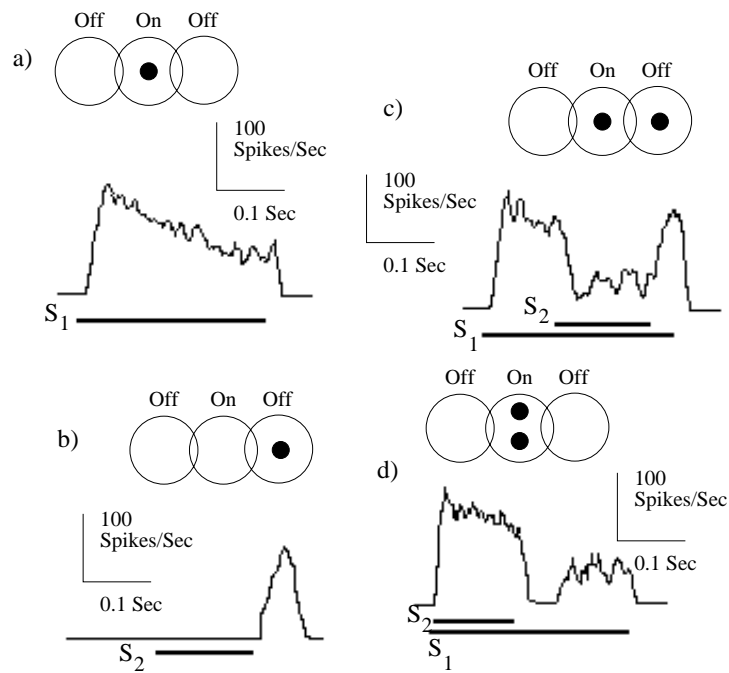 a)
Off On Off
100
Spikes/Sec
0.1 Sec
S1
b)
Off On Off
100
Spikes/Sec
0.1 Sec
S2
c)
Off On Off
100
Spikes/Sec
0.1 Sec
S2
S1
d)
Off On Off
100
Spikes/Sec
0.1 Sec
S2
S1